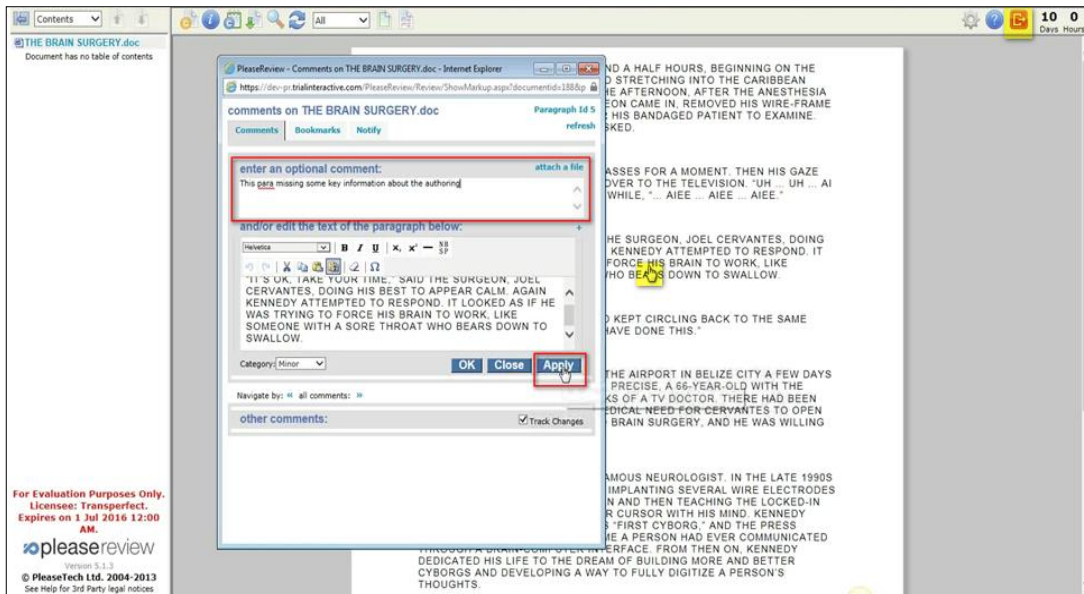 Contents
All
10 0
Days Hours
THE BRAIN SURGERY.doc
Document has no table of contents
For Evaluation Purposes Only.
Licensee: Transperfect.
Expires on 1 Jul 2016 12:00
AM.
pleasereview
Version 5.1.3
© PleaseTech Ltd. 2004-2013
See Help for 3rd Party legal notices
PleaseReview - Comments on THE BRAIN SURGERY.doc - Internet Explorer
https://dev-pr.trialinteractive.com/PleaseReview/Review/ShowMarkup.aspx?documentid=188&p
comments on THE BRAIN SURGERY.doc
Paragraph Id 5
refresh
Comments Bookmarks Notify
enter an optional comment:
attach a file
This para missing some key information about the authoring
and/or edit the text of the paragraph below:
+
Helvetica B I U x, x' — NB SP
Ω
"IT'S OK, TAKE YOUR TIME," SAID THE SURGEON, JOEL
CERVANTES, DOING HIS BEST TO APPEAR CALM. AGAIN
KENNEDY ATTEMPTED TO RESPOND. IT LOOKED AS IF HE
WAS TRYING TO FORCE HIS BRAIN TO WORK, LIKE
SOMEONE WITH A SORE THROAT WHO BEARS DOWN TO
SWALLOW.
Category: Minor
OK Close Apply
Navigate by: « all comments: »
other comments:
Track Changes
ND A HALF HOURS, BEGINNING ON THE
STRETCHING INTO THE CARIBBEAN
AFTERNOON, AFTER THE ANESTHESIA
EON CAME IN, REMOVED HIS WIRE-FRAME
HIS BANDAGED PATIENT TO EXAMINE.
SKED.
ASSES FOR A MOMENT. THEN HIS GAZE
OVER TO THE TELEVISION. "UH ... UH ... AI
WHILE, "... AIEE ... AIEE ... AIEE."
HE SURGEON, JOEL CERVANTES, DOING
KENNEDY ATTEMPTED TO RESPOND. IT
FORCE HIS BRAIN TO WORK, LIKE
HO BEARS DOWN TO SWALLOW.
KEPT CIRCLING BACK TO THE SAME
HAVE DONE THIS."
THE AIRPORT IN BELIZE CITY A FEW DAYS
PRECISE, A 66-YEAR-OLD WITH THE
KS OF A TV DOCTOR. THERE HAD BEEN
EDICAL NEED FOR CERVANTES TO OPEN
BRAIN SURGERY, AND HE WAS WILLING
AMOUS NEUROLOGIST. IN THE LATE 1990S
IMPLANTING SEVERAL WIRE ELECTRODES
N AND THEN TEACHING THE LOCKED-IN
R CURSOR WITH HIS MIND. KENNEDY
"FIRST CYBORG," AND THE PRESS
ME A PERSON HAD EVER COMMUNICATED
THROUGH A BRAIN-COMPUTER INTERFACE. FROM THEN ON, KENNEDY
DEDICATED HIS LIFE TO THE DREAM OF BUILDING MORE AND BETTER
CYBORGS AND DEVELOPING A WAY TO FULLY DIGITIZE A PERSON'S
THOUGHTS.